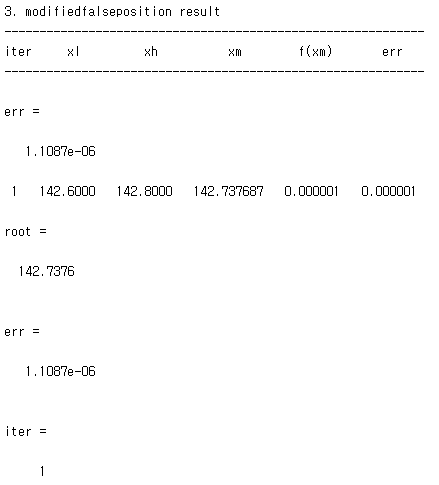 3. modifiedfalseposition result
------------------------------------------------------------
iter xl xh xm f(xm) err
------------------------------------------------------------
err =
1.1087e-06
1 142.6000 142.8000 142.737687 0.000001 0.000001
root =
142.7376
err =
1.1087e-06
iter =
1